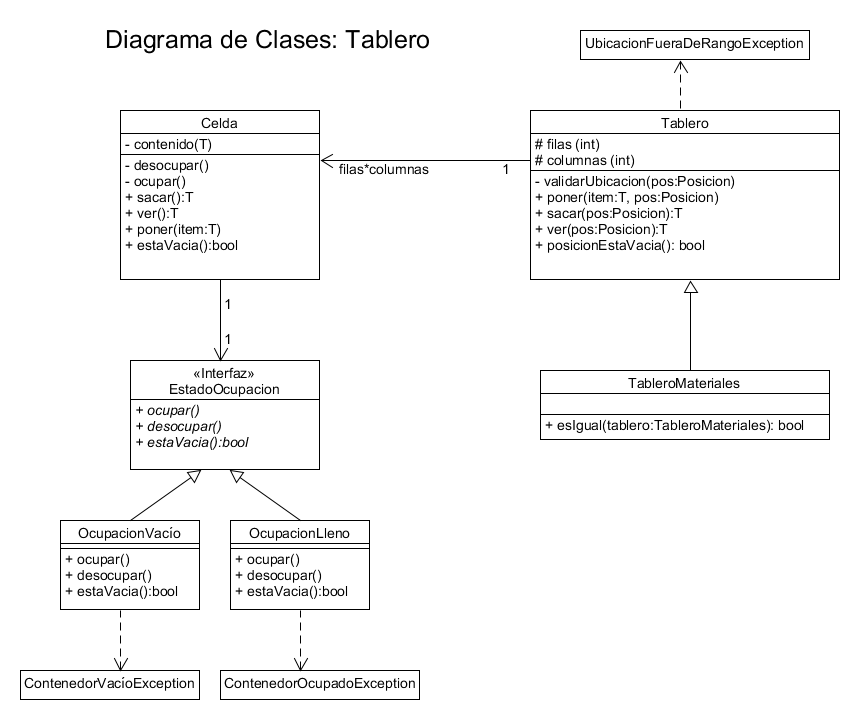 Diagrama de Clases: Tablero
UbicacionFueraDeRangoException
Celda
- contenido(T)
- desocupar()
- ocupar()
+ sacar():T
+ ver():T
+ poner(item:T)
+ estaVacia():bool
filas*columnas
1
Tablero
# filas (int)
# columnas (int)
- validarUbicacion(pos:Posicion)
+ poner(item:T, pos:Posicion)
+ sacar(pos:Posicion):T
+ ver(pos:Posicion):T
+ posicionEstaVacia(): bool
1
1
«Interfaz»
EstadoOcupacion
+ ocupar()
+ desocupar()
+ estaVacia():bool
TableroMateriales
+ esIgual(tablero:TableroMateriales): bool
OcupacionVacío
+ ocupar()
+ desocupar()
+ estaVacia():bool
OcupacionLleno
+ ocupar()
+ desocupar()
+ estaVacia():bool
ContenedorVacíoException
ContenedorOcupadoException